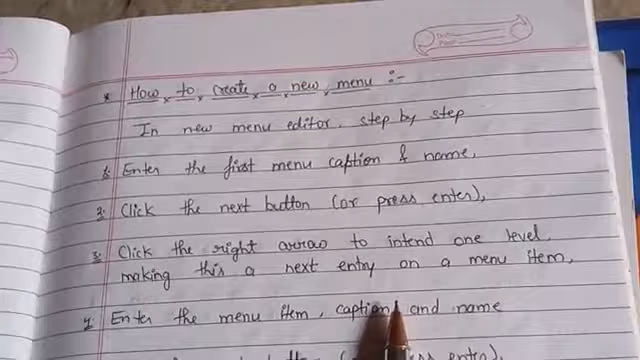 * How to create a new menu :-
In new menu editor, step by step
1. Enter the first menu caption & name,
2. Click the next button (or press enter),
3. Click the right arrow to intend one level,
making this a next entry on a menu item,
4. Enter the menu item, caption and name